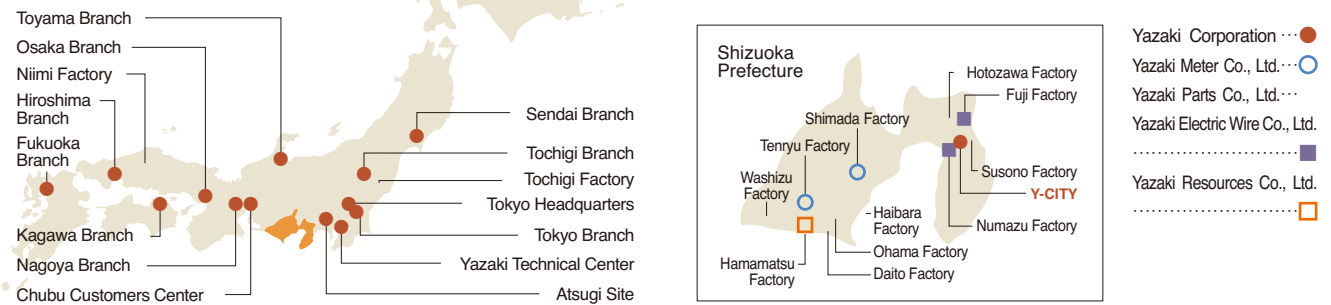 Toyama Branch
Osaka Branch
Niimi Factory
Hiroshima
Branch
Fukuoka
Branch
Kagawa Branch
Nagoya Branch
Chubu Customers Center
Sendai Branch
Tochigi Branch
Tochigi Factory
Tokyo Headquarters
Tokyo Branch
Yazaki Technical Center
Atsugi Site
Shizuoka
Prefecture
Hotozawa Factory
Fuji Factory
Shimada Factory
Tenryu Factory
Washizu
Factory
Susono Factory
Y-CITY
Haibara
Factory
Numazu Factory
Ohama Factory
Hamamatsu
Factory
Daito Factory
Yazaki Corporation ···
Yazaki Meter Co., Ltd.···
Yazaki Parts Co., Ltd.···
Yazaki Electric Wire Co., Ltd.
Yazaki Resources Co., Ltd.